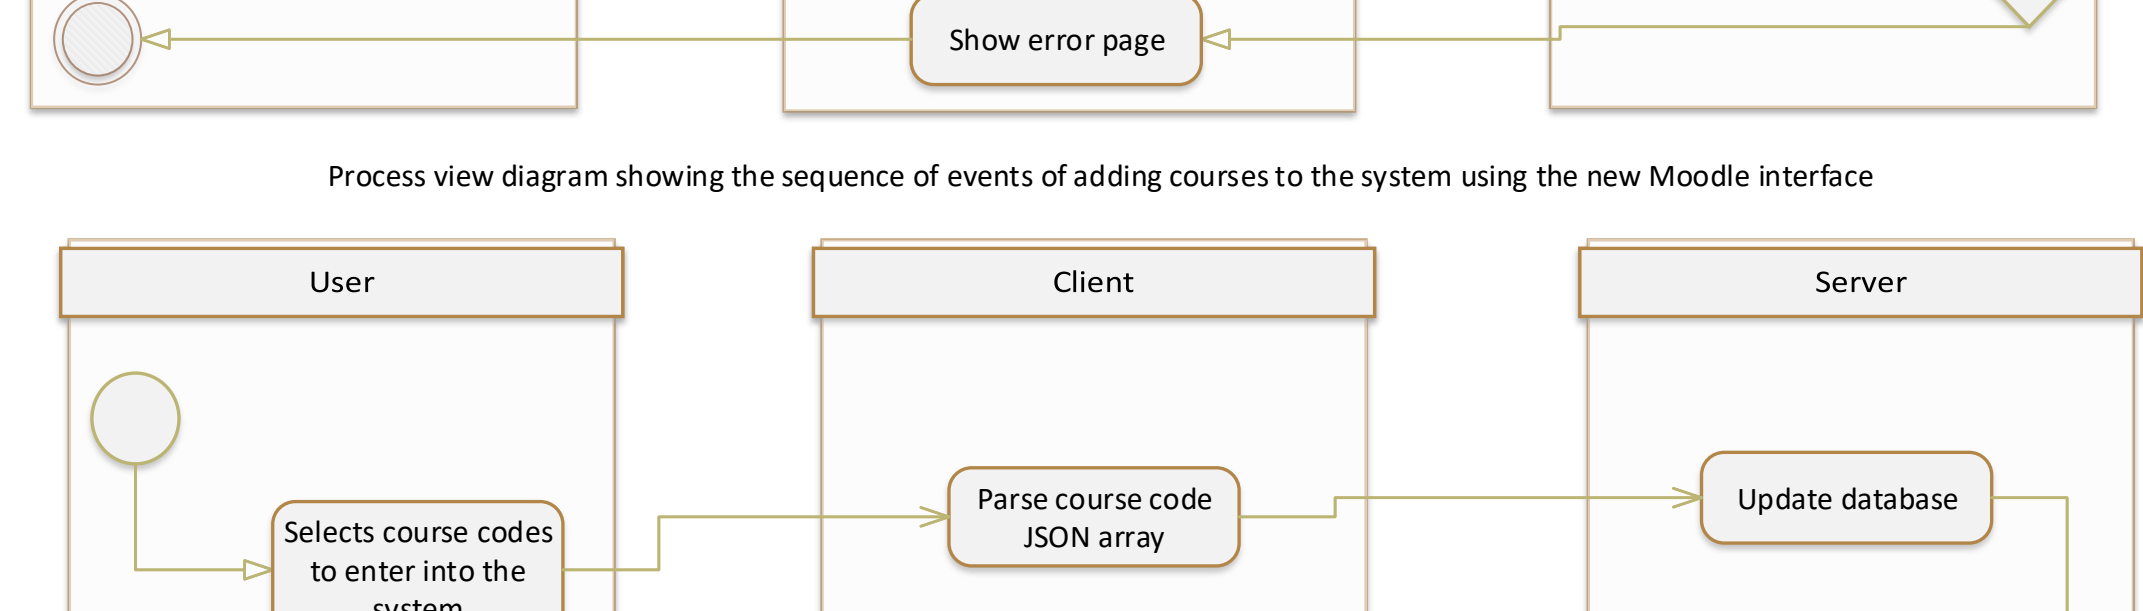 Show error page
Process view diagram showing the sequence of events of adding courses to the system using the new Moodle interface
User
Client
Server
Selects course codes
to enter into the
system
Parse course code
JSON array
Update database